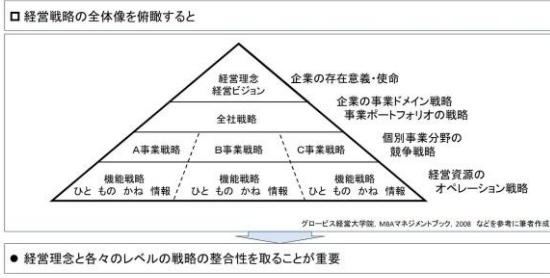 経営戦略の全体像を俯瞰すると
経営理念
経営ビジョン
企業の存在意義・使命
全社戦略
企業の事業ドメイン戦略
事業ポートフォリオの戦略
A事業戦略 B事業戦略 C事業戦略
個別事業分野の
競争戦略
機能戦略 機能戦略 機能戦略
ひと もの かね 情報 ひと もの かね 情報 ひと もの かね 情報
経営資源の
オペレーション戦略
グロービス経営大学院, MBAマネジメントブック, 2008 などを参考に筆者作成
● 経営理念と各々のレベルの戦略の整合性を取ることが重要